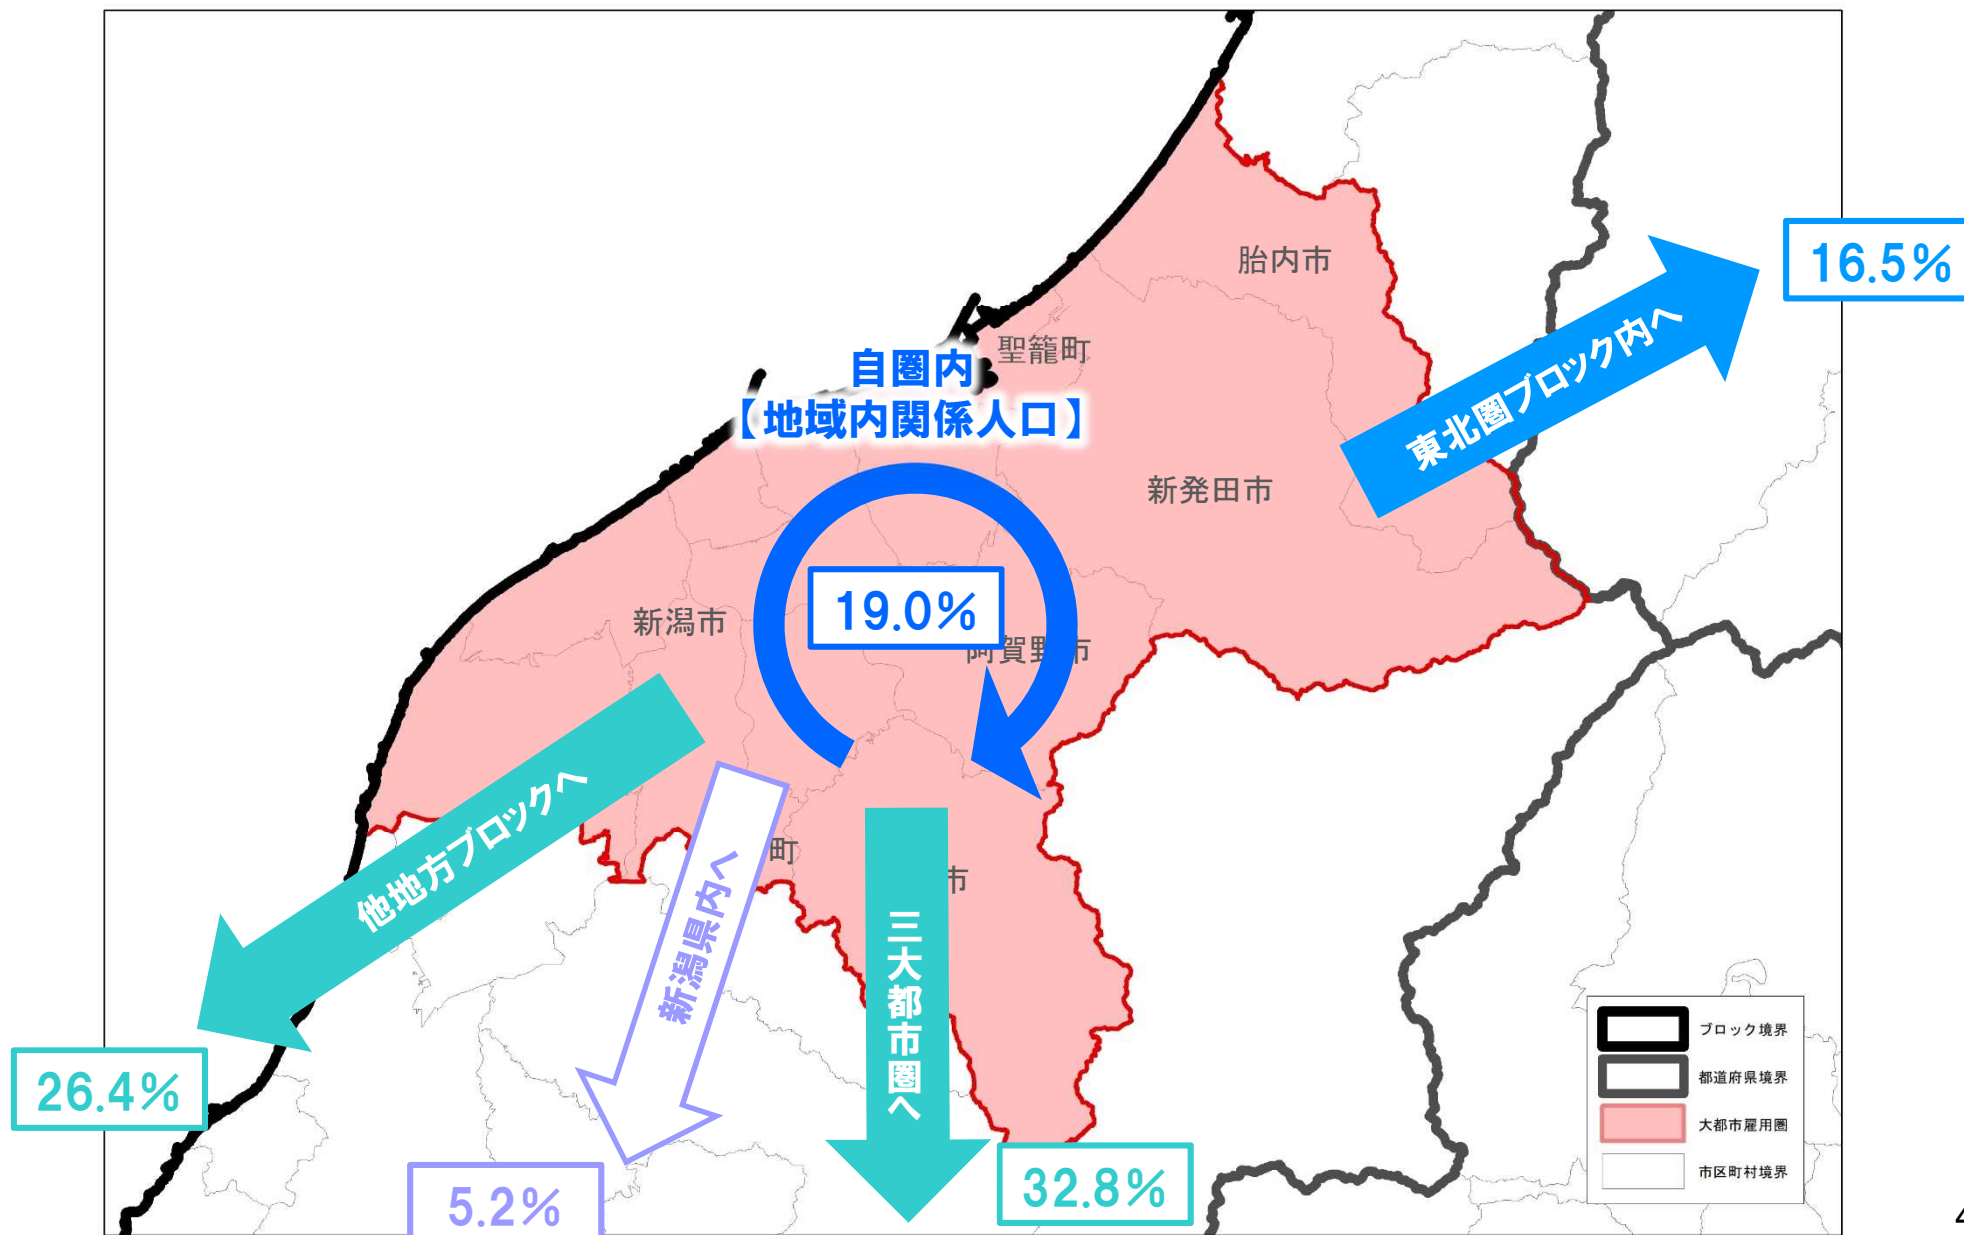 胎内市
16.5%
聖籠町
自圏内
【地域内関係人口】
東北圏ブロック内へ
新発田市
19.0%
新潟市
阿賀野市
他地方ブロックへ
新潟県内へ
町
市
三大都市圏へ
26.4%
5.2%
32.8%
ブロック境界
都道府県境界
大都市雇用圏
市区町村境界
4